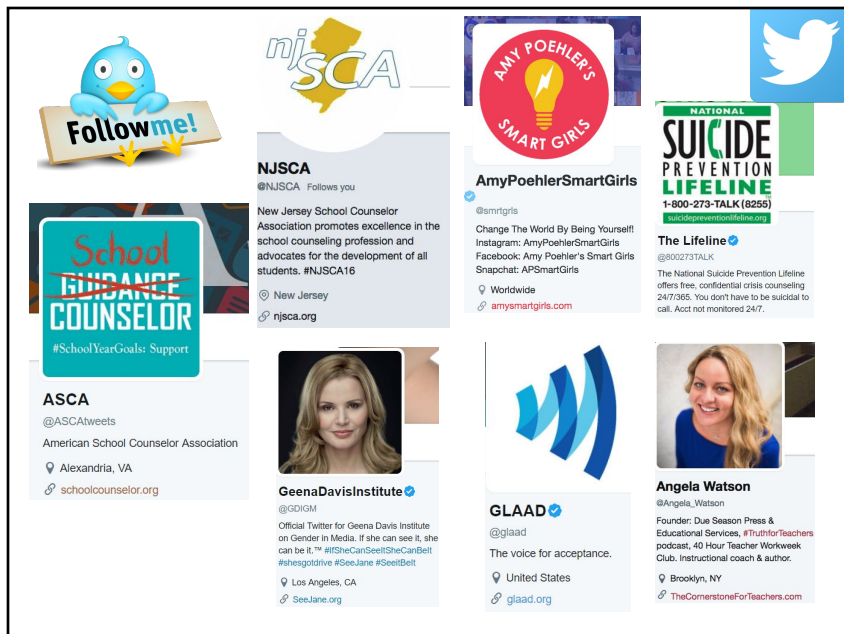 Followme!
njSCA
NJSCA
@NJSCA Follows you
New Jersey School Counselor
Association promotes excellence in the
school counseling profession and
advocates for the development of all
students. #NJSCA16
New Jersey
njsca.org
AMY POEHLER'S
SMART GIRLS
AmyPoehlerSmartGirls
@smrtgrls
Change The World By Being Yourself!
Instagram: AmyPoehlerSmartGirls
Facebook: Amy Poehler's Smart Girls
Snapchat: APSmartGirls
Worldwide
amysmartgirls.com
NATIONAL
SUICIDE
PREVENTION
LIFELINE
1-800-273-TALK (8255)
suicidepreventionlifeline.org
The Lifeline
@800273TALK
The National Suicide Prevention Lifeline
offers free, confidential crisis counseling
24/7/365. You don't have to be suicidal to
call. Acct not monitored 24/7.
School
GUIDANCE
COUNSELOR
#SchoolYearGoals: Support
ASCA
@ASCAtweets
American School Counselor Association
Alexandria, VA
schoolcounselor.org
GeenaDavisInstitute
@GDIGM
Official Twitter for Geena Davis Institute
on Gender in Media. If she can see it, she
can be it.™ #IfSheCanSeeItSheCanBeIt
#shesgotdrive #SeeJane #SeeitBeIt
Los Angeles, CA
SeeJane.org
GLAAD
@glaad
The voice for acceptance.
United States
glaad.org
Angela Watson
@Angela_Watson
Founder: Due Season Press &
Educational Services, #TruthforTeachers
podcast, 40 Hour Teacher Workweek
Club. Instructional coach & author.
Brooklyn, NY
TheCornerstoneForTeachers.com